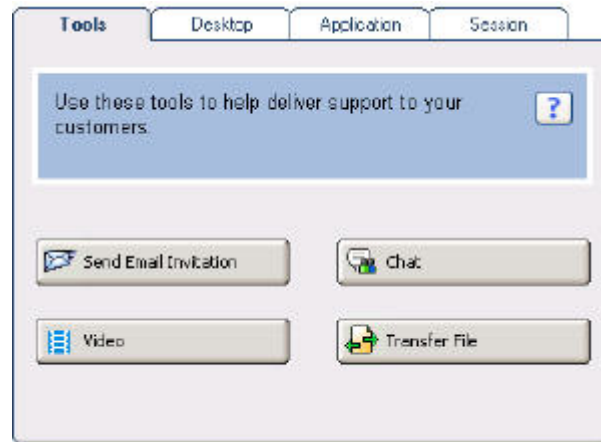 Tools Desktop Application Session
Use these tools to help deliver support to your
customers.
?
Send Email Invitation Chat
Video Transfer File